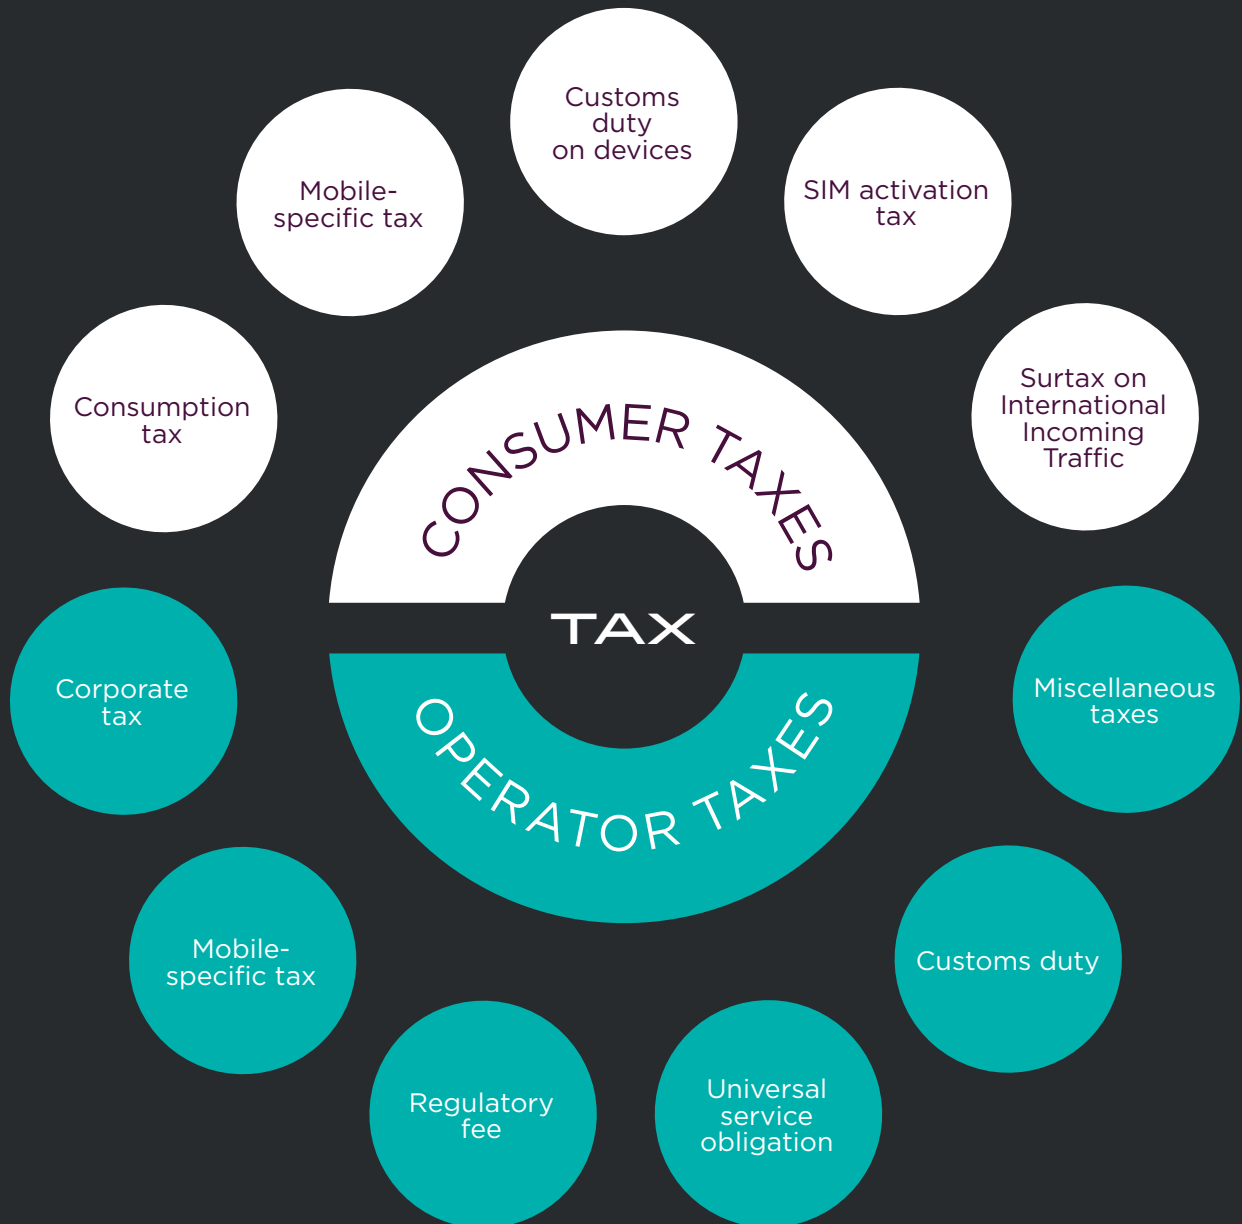 Customs
duty
on devices
Mobile-
specific tax
SIM activation
tax
Consumption
tax
Surtax on
International
Incoming
Traffic
CONSUMER TAXES
TAX
OPERATOR TAXES
Corporate
tax
Miscellaneous
taxes
Mobile-
specific tax
Customs duty
Regulatory
fee
Universal
service
obligation